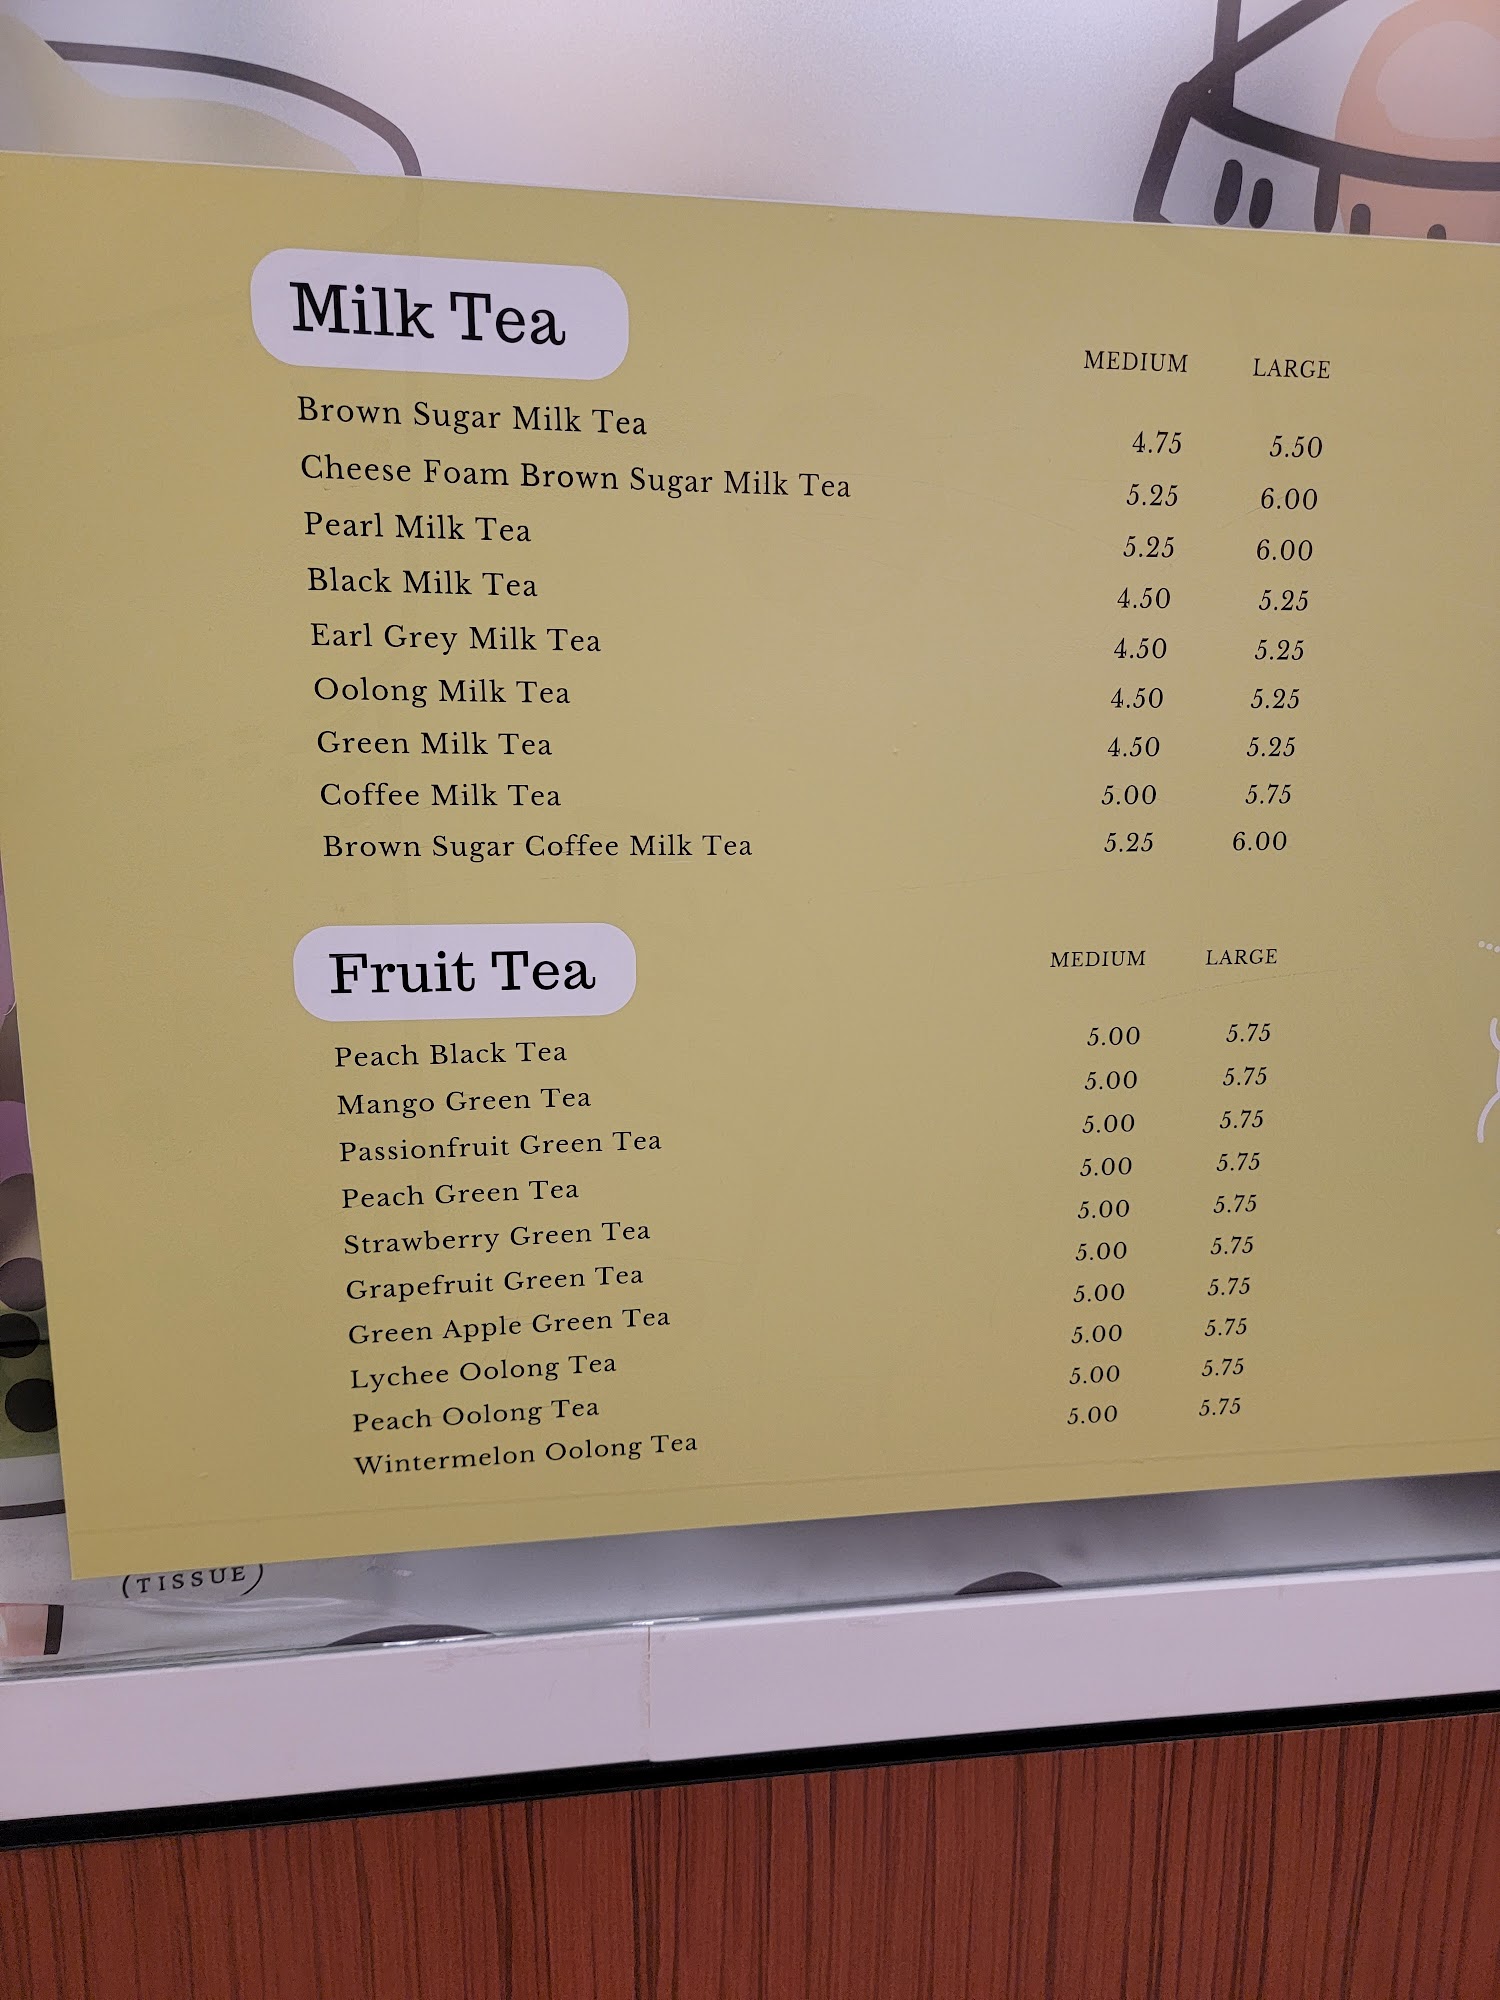 Milk Tea
MEDIUM LARGE
Brown Sugar Milk Tea 4.75 5.50
Cheese Foam Brown Sugar Milk Tea 5.25 6.00
Pearl Milk Tea 5.25 6.00
Black Milk Tea 4.50 5.25
Earl Grey Milk Tea 4.50 5.25
Oolong Milk Tea 4.50 5.25
Green Milk Tea 4.50 5.25
Coffee Milk Tea 5.00 5.75
Brown Sugar Coffee Milk Tea 5.25 6.00
Fruit Tea
MEDIUM LARGE
Peach Black Tea 5.00 5.75
Mango Green Tea 5.00 5.75
Passionfruit Green Tea 5.00 5.75
Peach Green Tea 5.00 5.75
Strawberry Green Tea 5.00 5.75
Grapefruit Green Tea 5.00 5.75
Green Apple Green Tea 5.00 5.75
Lychee Oolong Tea 5.00 5.75
Peach Oolong Tea 5.00 5.75
Wintermelon Oolong Tea 5.00 5.75
(TISSUE)